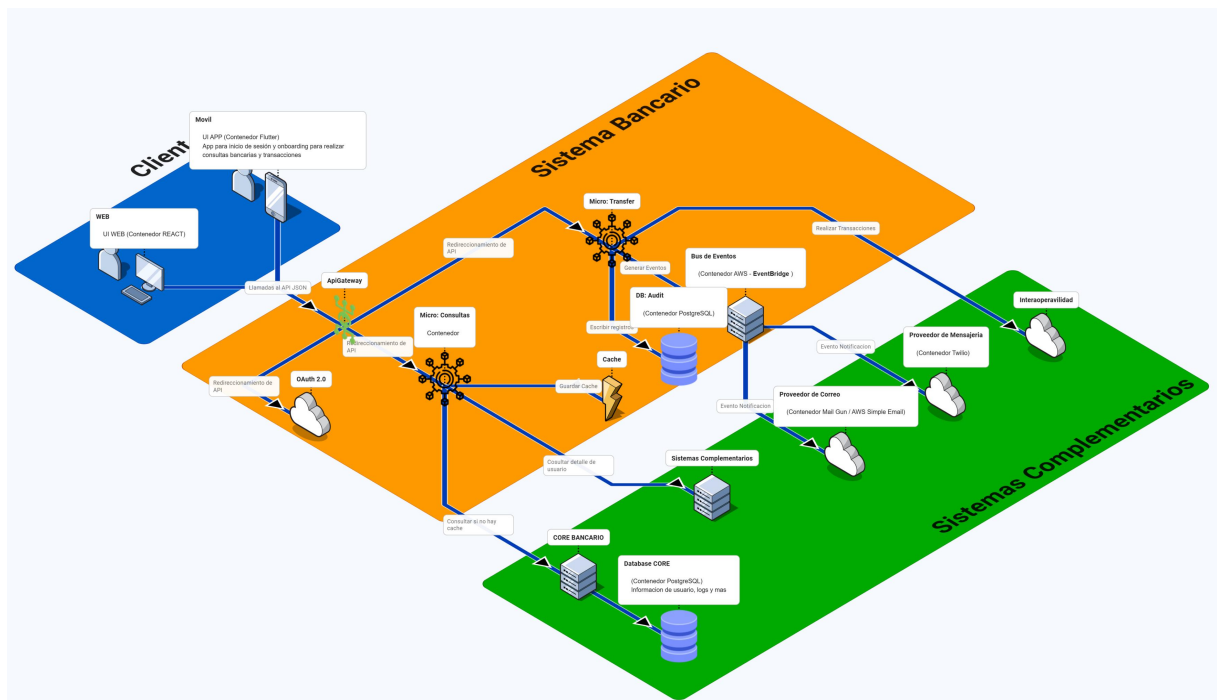 Client
Movil
UI APP (Contenedor Flutter)
App para inicio de sesión y onboarding para realizar
consultas bancarias y transacciones
WEB
UI WEB (Contenedor REACT)
Llamadas al API JSON
Sistema Bancario
ApiGateway
Redireccionamiento de
API
Micro: Transfer
Realizar Transacciones
Generar Eventos
Bus de Eventos
(Contenedor AWS - EventBridge )
DB: Audit
(Contenedor PostgreSQL)
Escribir registros
Micro: Consultas
Contenedor
Redireccionamiento de
API
Cache
Guardar Cache
Redireccionamiento de
API
OAuth 2.0
Interaoperavilidad
Evento Notificacion
Proveedor de Mensajeria
(Contenedor Twilio)
Evento Notificacion
Proveedor de Correo
(Contenedor Mail Gun / AWS Simple Email)
Cosultar detalle de
usuario
Sistemas Complementarios
Sistemas Complementarios
Consultar si no hay
cache
CORE BANCARIO
Database CORE
(Contenedor PostgreSQL)
Informacion de usuario, logs y mas